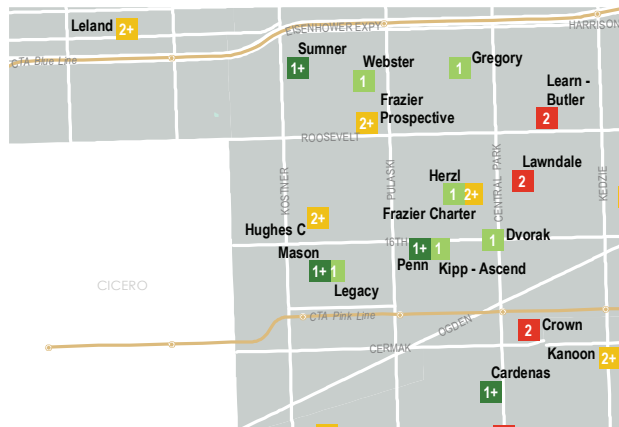 Leland
2+
EISENHOWER EXPY
HARRISON
CTA Blue Line
Sumner
1+
Webster
1
Gregory
1
Learn -
Butler
2
Frazier
Prospective
2+
ROOSEVELT
KOSTNER
PULASKI
CENTRAL PARK
KEDZIE
Herzl
1
2+
Frazier Charter
Lawndale
2
Hughes C
2+
16TH
Dvorak
1
Penn
1+
1
Kipp - Ascend
Mason
1+
1
Legacy
CICERO
CTA Pink Line
OGDEN
Crown
2
CERMAK
Kanoon
2+
Cardenas
1+